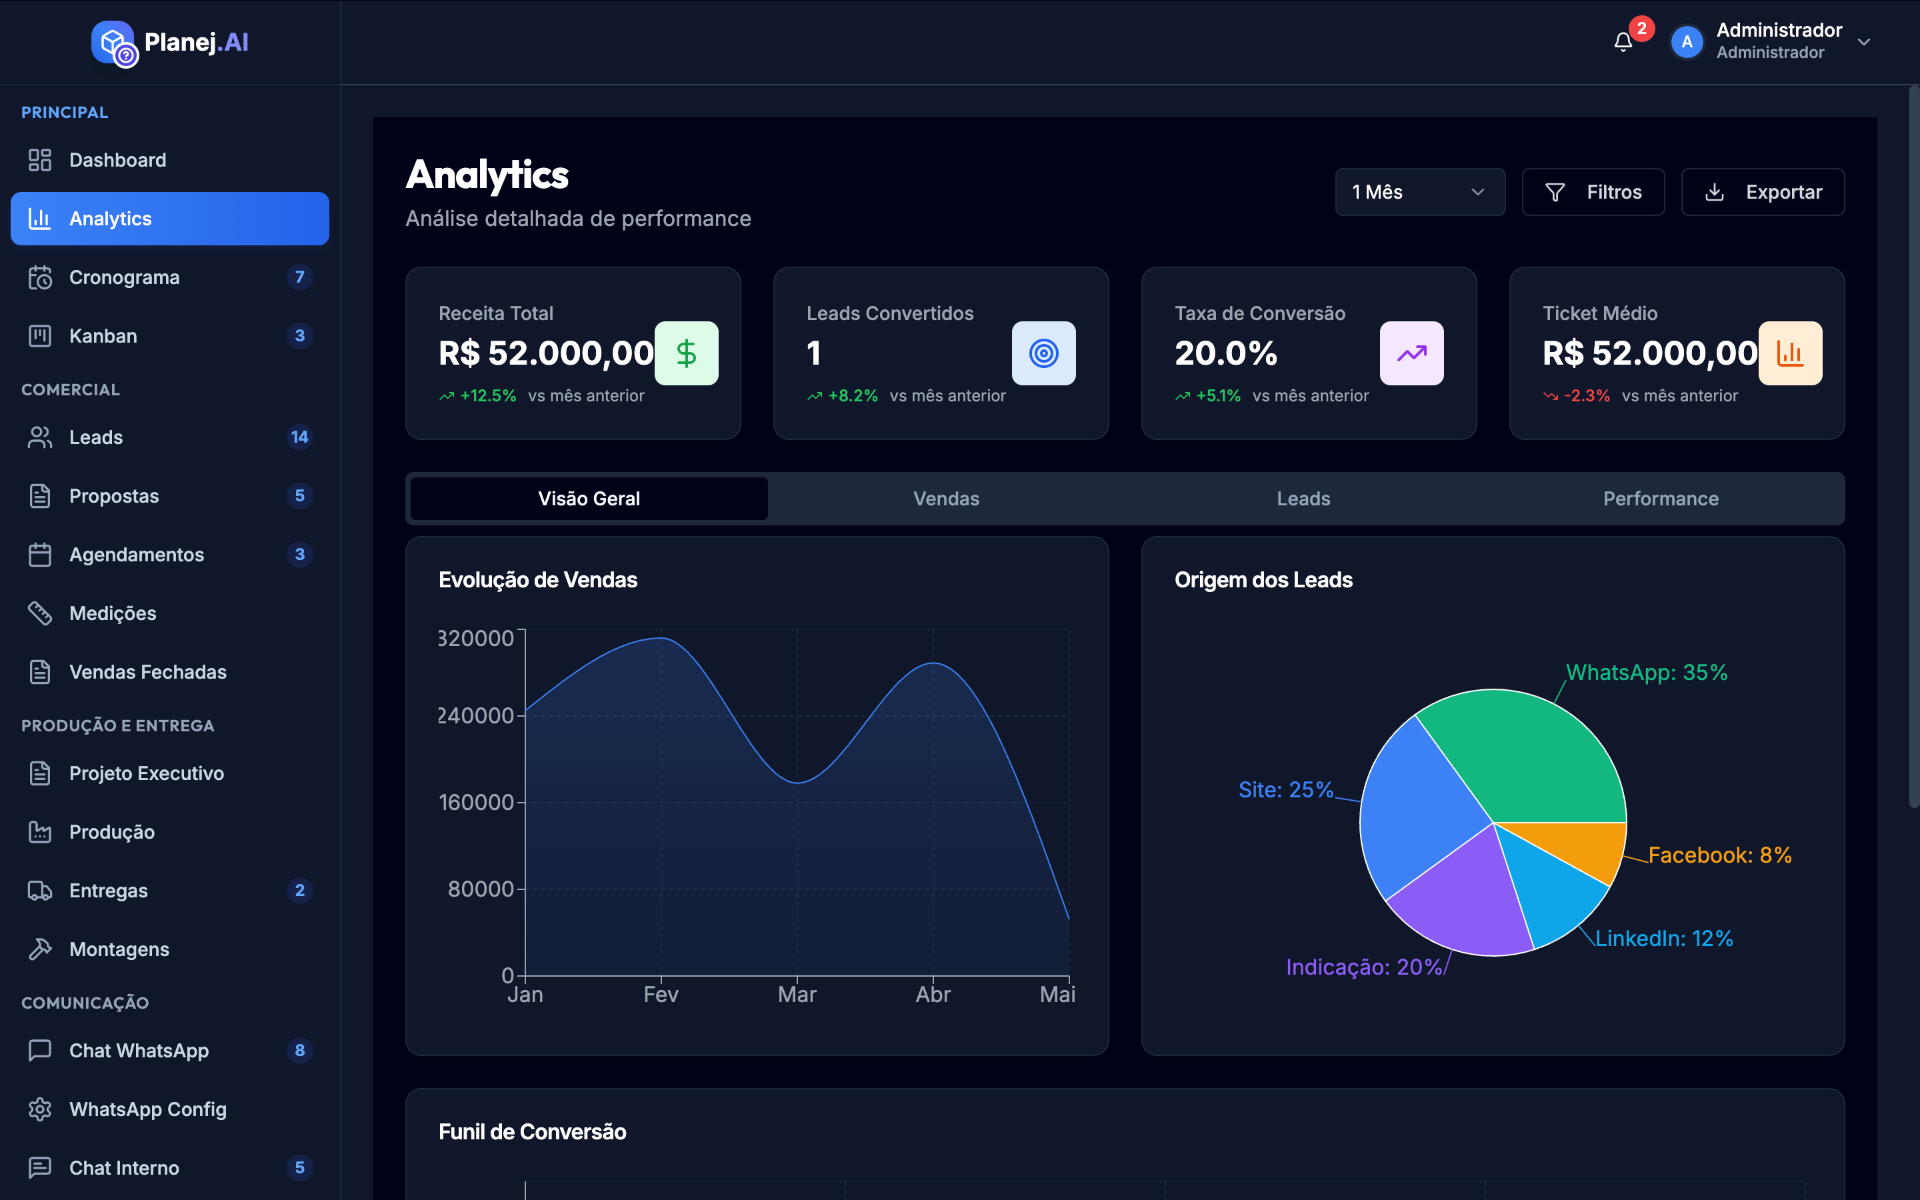 Planej.AI
2
A
Administrador
Administrador
PRINCIPAL
Dashboard
Analytics
Cronograma 7
Kanban 3
COMERCIAL
Leads 14
Propostas 5
Agendamentos 3
Medições
Vendas Fechadas
PRODUÇÃO E ENTREGA
Projeto Executivo
Produção
Entregas 2
Montagens
COMUNICAÇÃO
Chat WhatsApp 8
WhatsApp Config
Chat Interno 5
Analytics
Análise detalhada de performance
1 Mês
Filtros
Exportar
Receita Total
R$ 52.000,00
+12.5% vs mês anterior
Leads Convertidos
1
+8.2% vs mês anterior
Taxa de Conversão
20.0%
+5.1% vs mês anterior
Ticket Médio
R$ 52.000,00
-2.3% vs mês anterior
Visão Geral
Vendas
Leads
Performance
Evolução de Vendas
320000
240000
160000
80000
0
Jan Fev Mar Abr Mai
Origem dos Leads
WhatsApp: 35%
Site: 25%
Facebook: 8%
LinkedIn: 12%
Indicação: 20%
Funil de Conversão